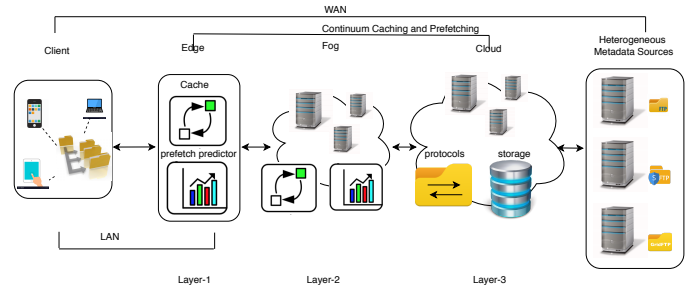 WAN
Continuum Caching and Prefetching
Client
Edge
Fog
Cloud
Heterogeneous
Metadata Sources
Cache
prefetch predictor
protocols
storage
FTP
LAN
Layer-1
Layer-2
Layer-3